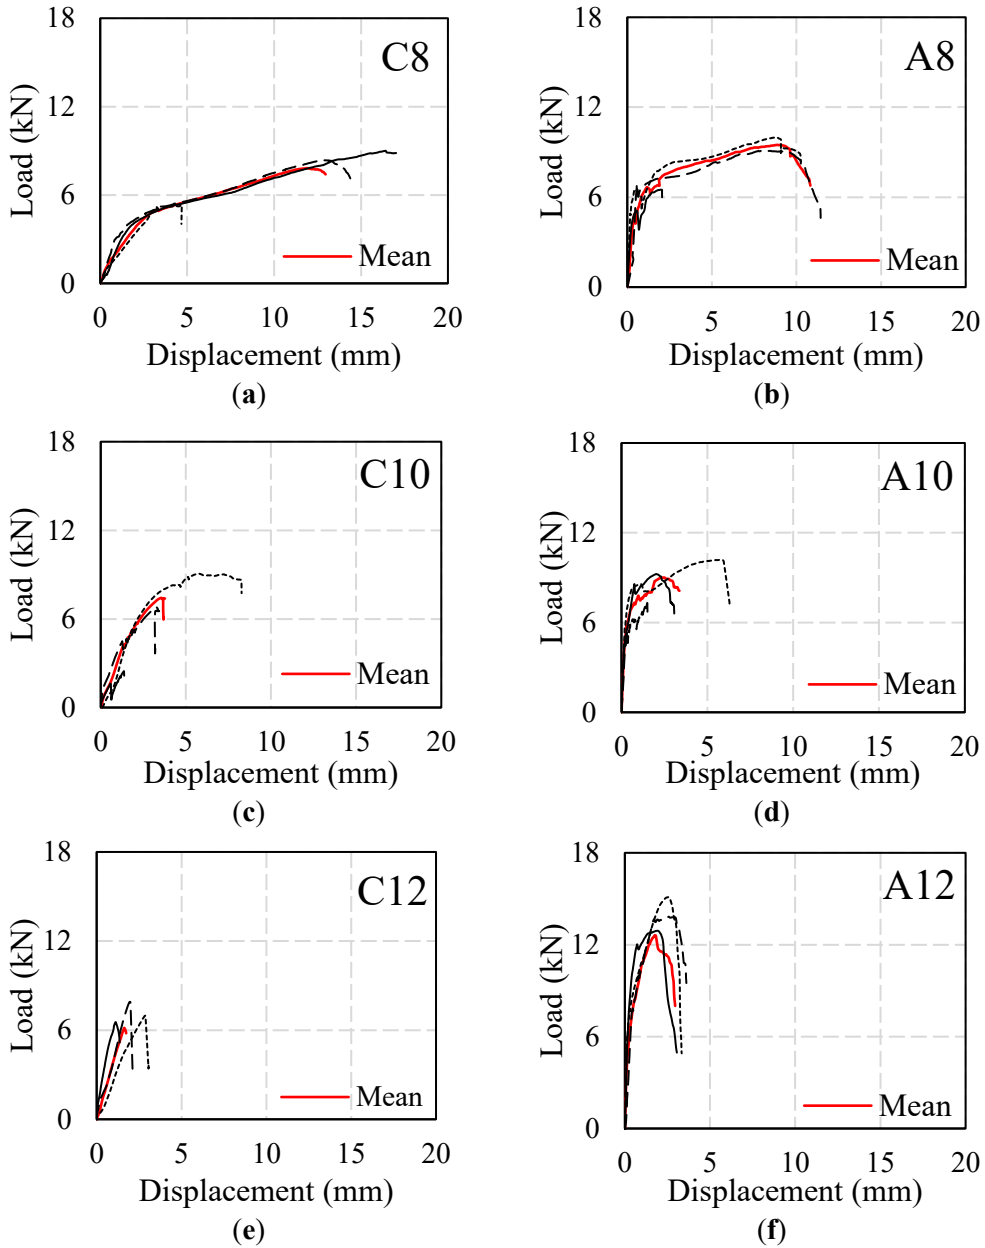 18
C8
12
Load (kN)
6
Mean
0
0 5 10 15 20
Displacement (mm)
(a)
18
A8
12
Load (kN)
6
Mean
0
0 5 10 15 20
Displacement (mm)
(b)
18
C10
12
Load (kN)
6
Mean
0
0 5 10 15 20
Displacement (mm)
(c)
18
A10
12
Load (kN)
6
Mean
0
0 5 10 15 20
Displacement (mm)
(d)
18
C12
12
Load (kN)
6
Mean
0
0 5 10 15 20
Displacement (mm)
(e)
18
A12
12
Load (kN)
6
Mean
0
0 5 10 15 20
Displacement (mm)
(f)